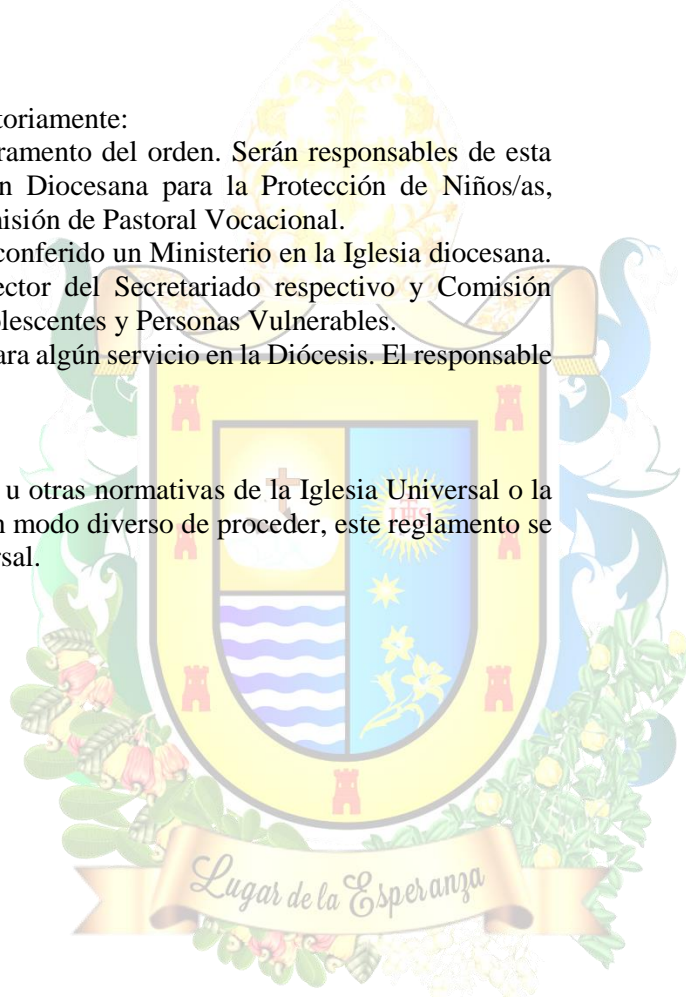 toriamente:
ramento del orden. Serán responsables de esta
n Diocesana para la Protección de Niños/as,
misión de Pastoral Vocacional.
conferido un Ministerio en la Iglesia diocesana.
ector del Secretariado respectivo y Comisión
olescentes y Personas Vulnerables.
ara algún servicio en la Diócesis. El responsable
u otras normativas de la Iglesia Universal o la
n modo diverso de proceder, este reglamento se
rsal.
IHS
Lugar de la Esperanza